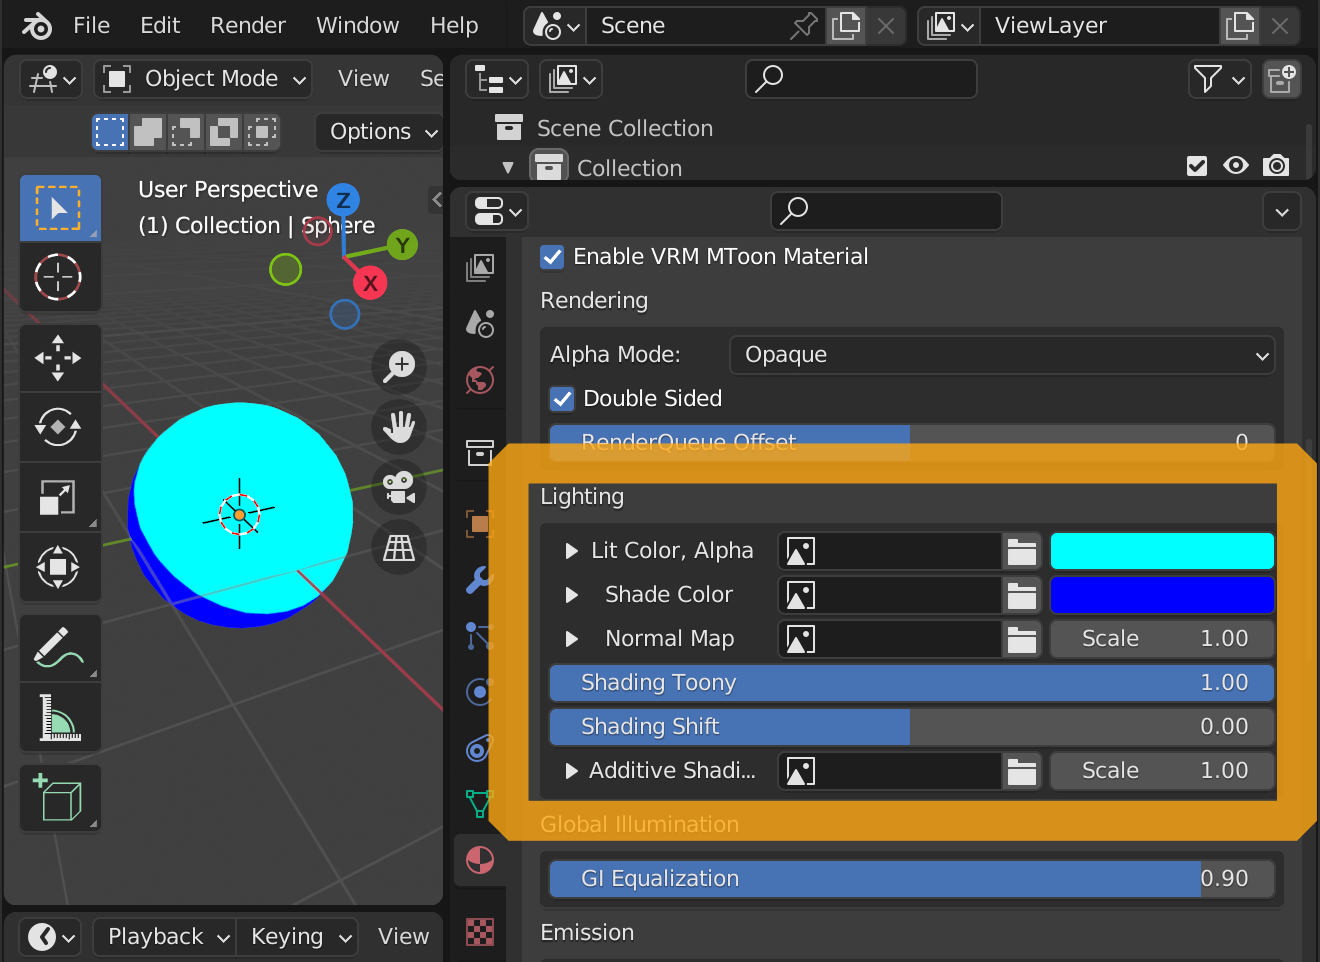 File Edit Render Window Help Scene ViewLayer
Object Mode View Se
Options
Scene Collection
Collection
User Perspective
(1) Collection | Sphere
Z
Y
X
Enable VRM MToon Material
Rendering
Alpha Mode: Opaque
Double Sided
RenderQueue Offset 0
Lighting
Lit Color, Alpha
Shade Color
Normal Map Scale 1.00
Shading Toony 1.00
Shading Shift 0.00
Additive Shadi... Scale 1.00
Global Illumination
GI Equalization 0.90
Emission
Playback Keying View